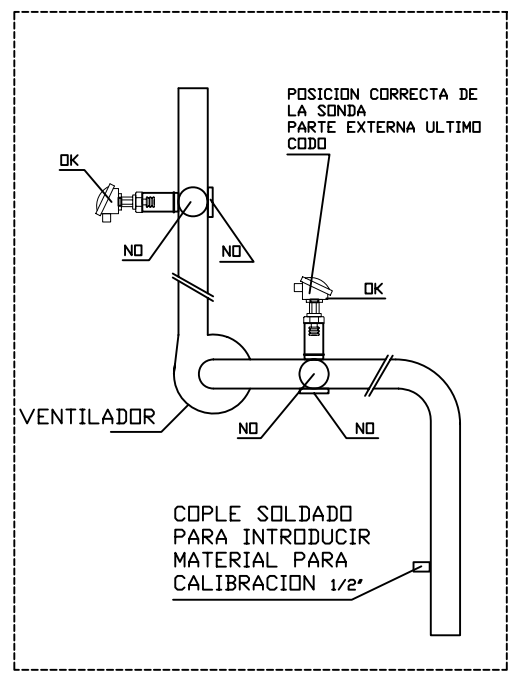 POSICION CORRECTA DE
LA SONDA
PARTE EXTERNA ULTIMO
CODO
OK
NO
NO
OK
VENTILADOR
NO
NO
COPLE SOLDADO
PARA INTRODUCIR
MATERIAL PARA
CALIBRACION 1/2"